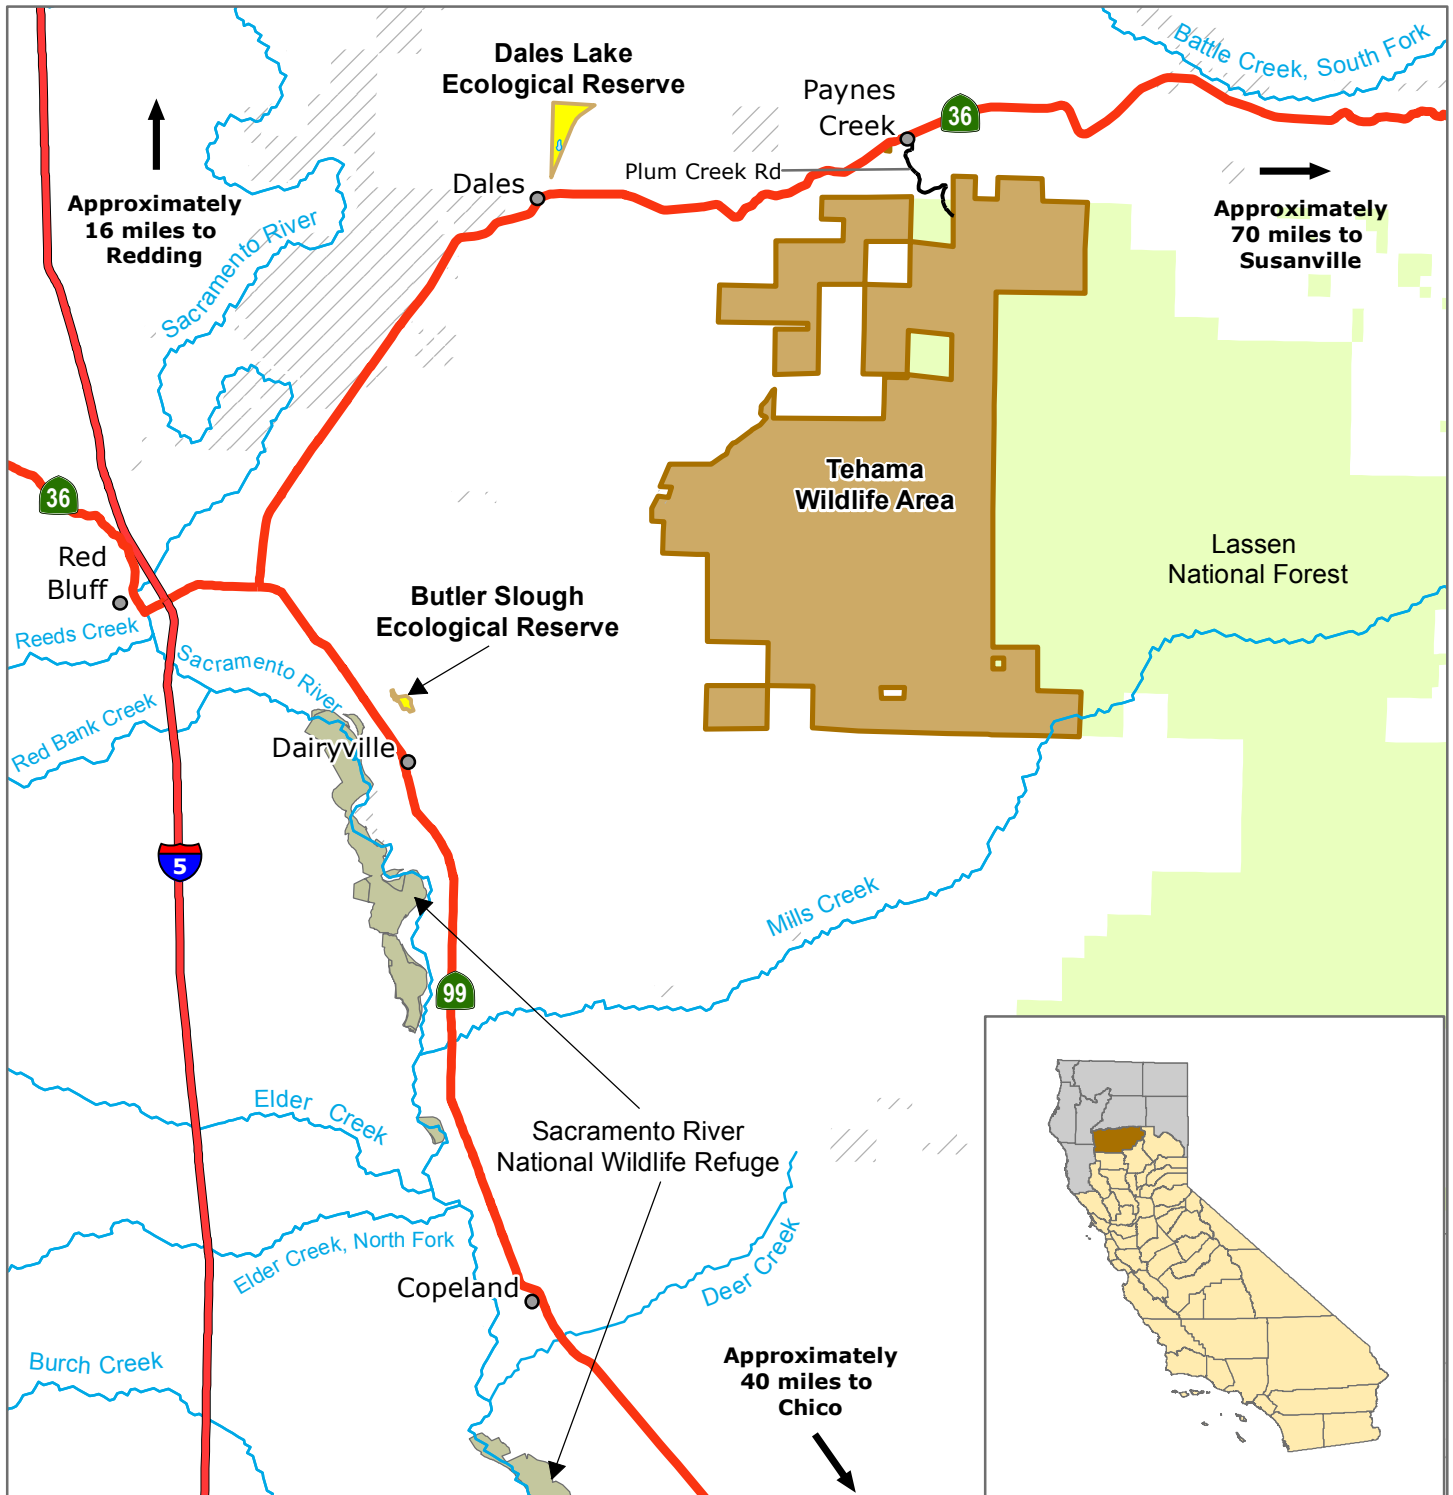 Battle Creek, South Fork
Dales Lake
Ecological Reserve
Paynes
Creek
36
Plum Creek Rd
Dales
Approximately
16 miles to
Redding
Approximately
70 miles to
Susanville
Sacramento River
Tehama
Wildlife Area
36
Red
Bluff
Lassen
National Forest
Butler Slough
Ecological Reserve
Reeds Creek
Sacramento River
Red Bank Creek
Dairyville
5
Mills Creek
99
Elder Creek
Sacramento River
National Wildlife Refuge
Elder Creek, North Fork
Deer Creek
Copeland
Burch Creek
Approximately
40 miles to
Chico